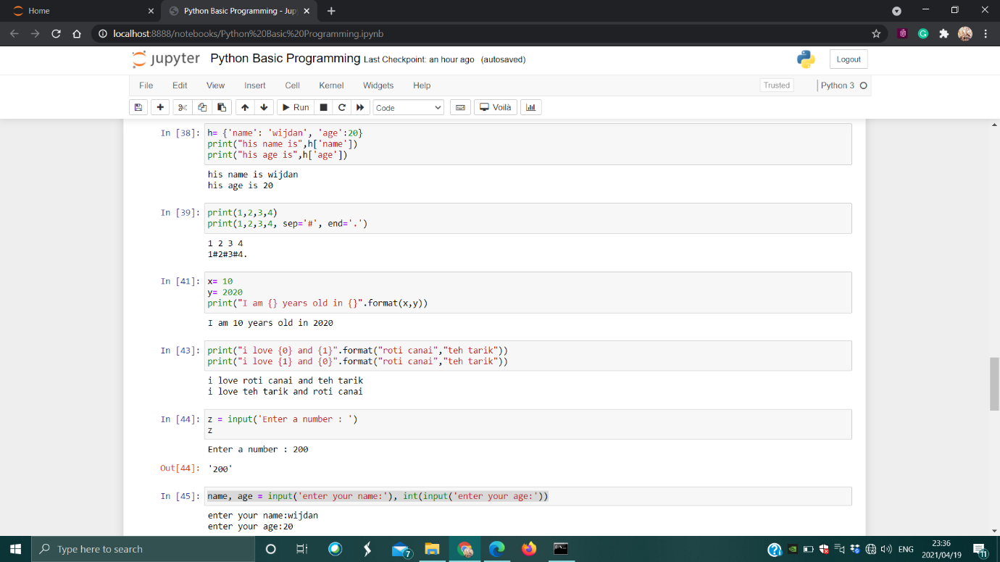 Home
Python Basic Programming - Jup
localhost:8888/notebooks/Python%20Basic%20Programming.ipynb
jupyter Python Basic Programming Last Checkpoint: an hour ago (autosaved)
Logout
File Edit View Insert Cell Kernel Widgets Help
Trusted
Python 3
Run
Code
Voilà
In [38]: h= {'name': 'wijdan', 'age':20}
print("his name is",h['name'])
print("his age is",h['age'])
his name is wijdan
his age is 20
In [39]: print(1,2,3,4)
print(1,2,3,4, sep='#', end='.')
1 2 3 4
1#2#3#4.
In [41]: x= 10
y= 2020
print("I am {} years old in {}".format(x,y))
I am 10 years old in 2020
In [43]: print("i love {0} and {1}".format("roti canai","teh tarik"))
print("i love {1} and {0}".format("roti canai","teh tarik"))
i love roti canai and teh tarik
i love teh tarik and roti canai
In [44]: z = input('Enter a number : ')
z
Enter a number : 200
Out[44]: '200'
In [45]: name, age = input('enter your name:'), int(input('enter your age:'))
enter your name:wijdan
enter your age:20
Type here to search
7
ENG
23:36
2021/04/19
11